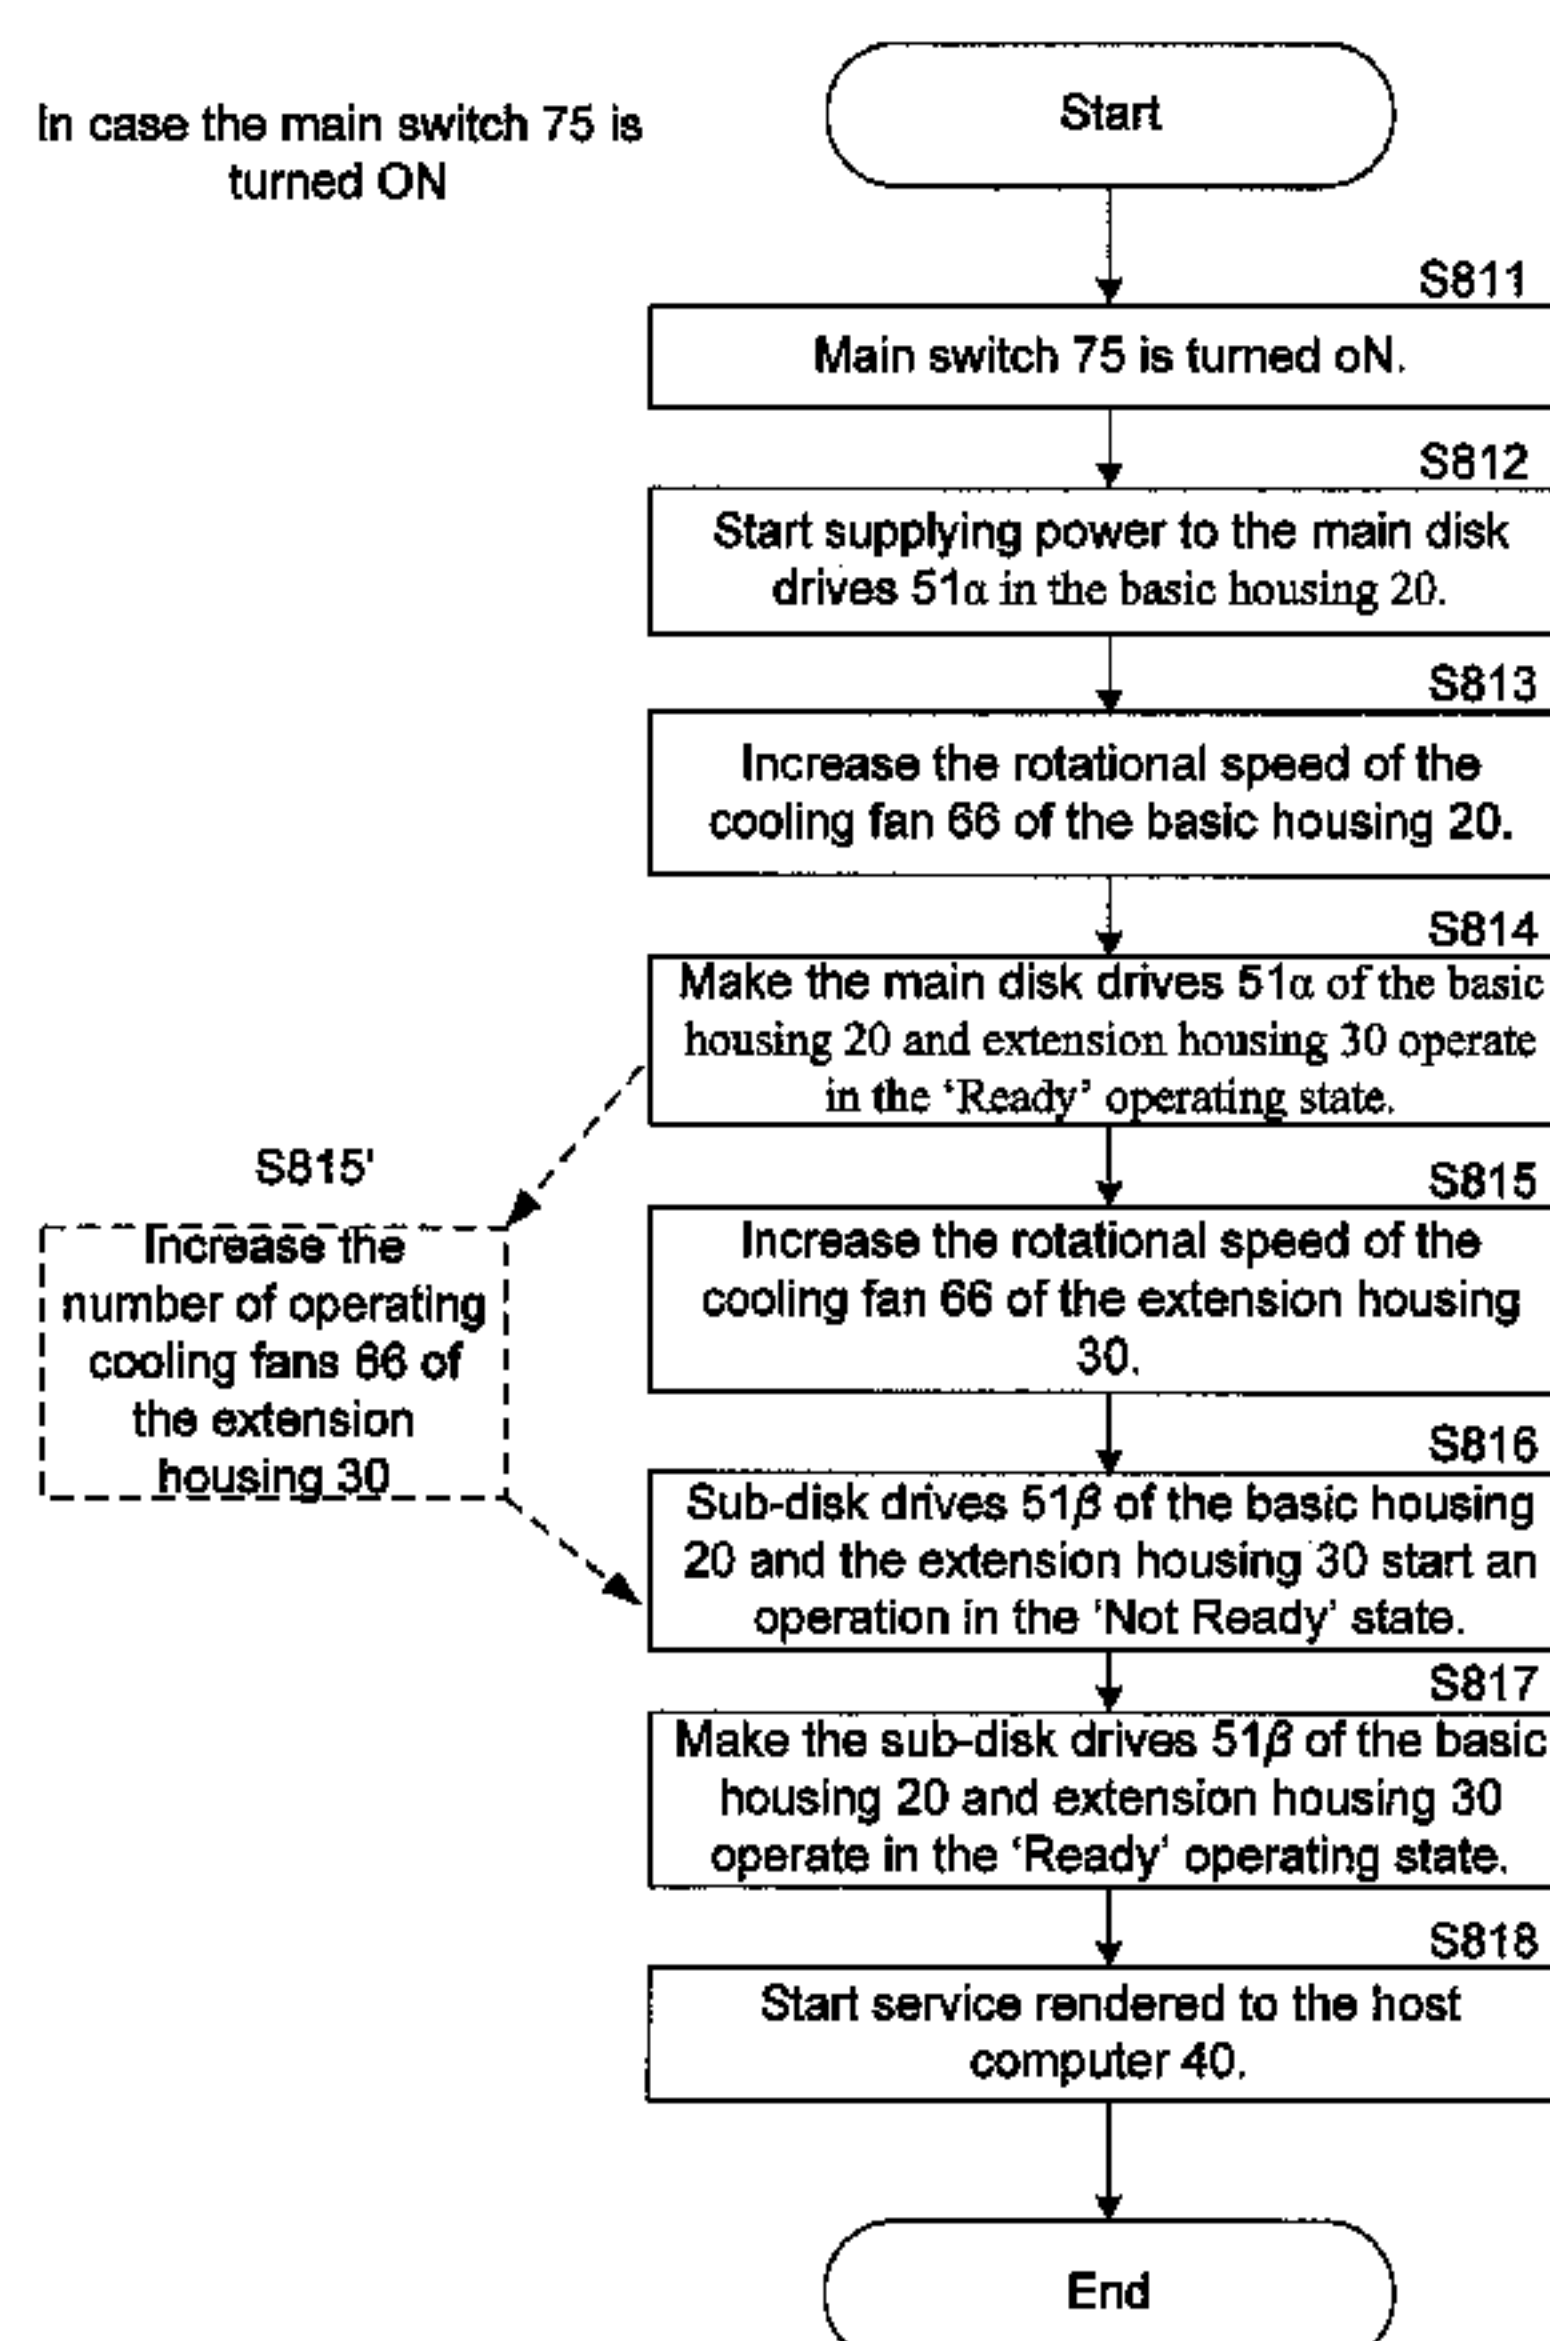 In case the main switch 75 is
turned ON
Start
S811
Main switch 75 is turned oN.
S812
Start supplying power to the main disk
drives 51α in the basic housing 20.
S813
Increase the rotational speed of the
cooling fan 66 of the basic housing 20.
S814
Make the main disk drives 51α of the basic
housing 20 and extension housing 30 operate
in the ‘Ready’ operating state.
S815'
Increase the
number of operating
cooling fans 66 of
the extension
housing 30
S815
Increase the rotational speed of the
cooling fan 66 of the extension housing
30.
S816
Sub-disk drives 51β of the basic housing
20 and the extension housing 30 start an
operation in the ‘Not Ready’ state.
S817
Make the sub-disk drives 51β of the basic
housing 20 and extension housing 30
operate in the ‘Ready’ operating state.
S818
Start service rendered to the host
computer 40.
End